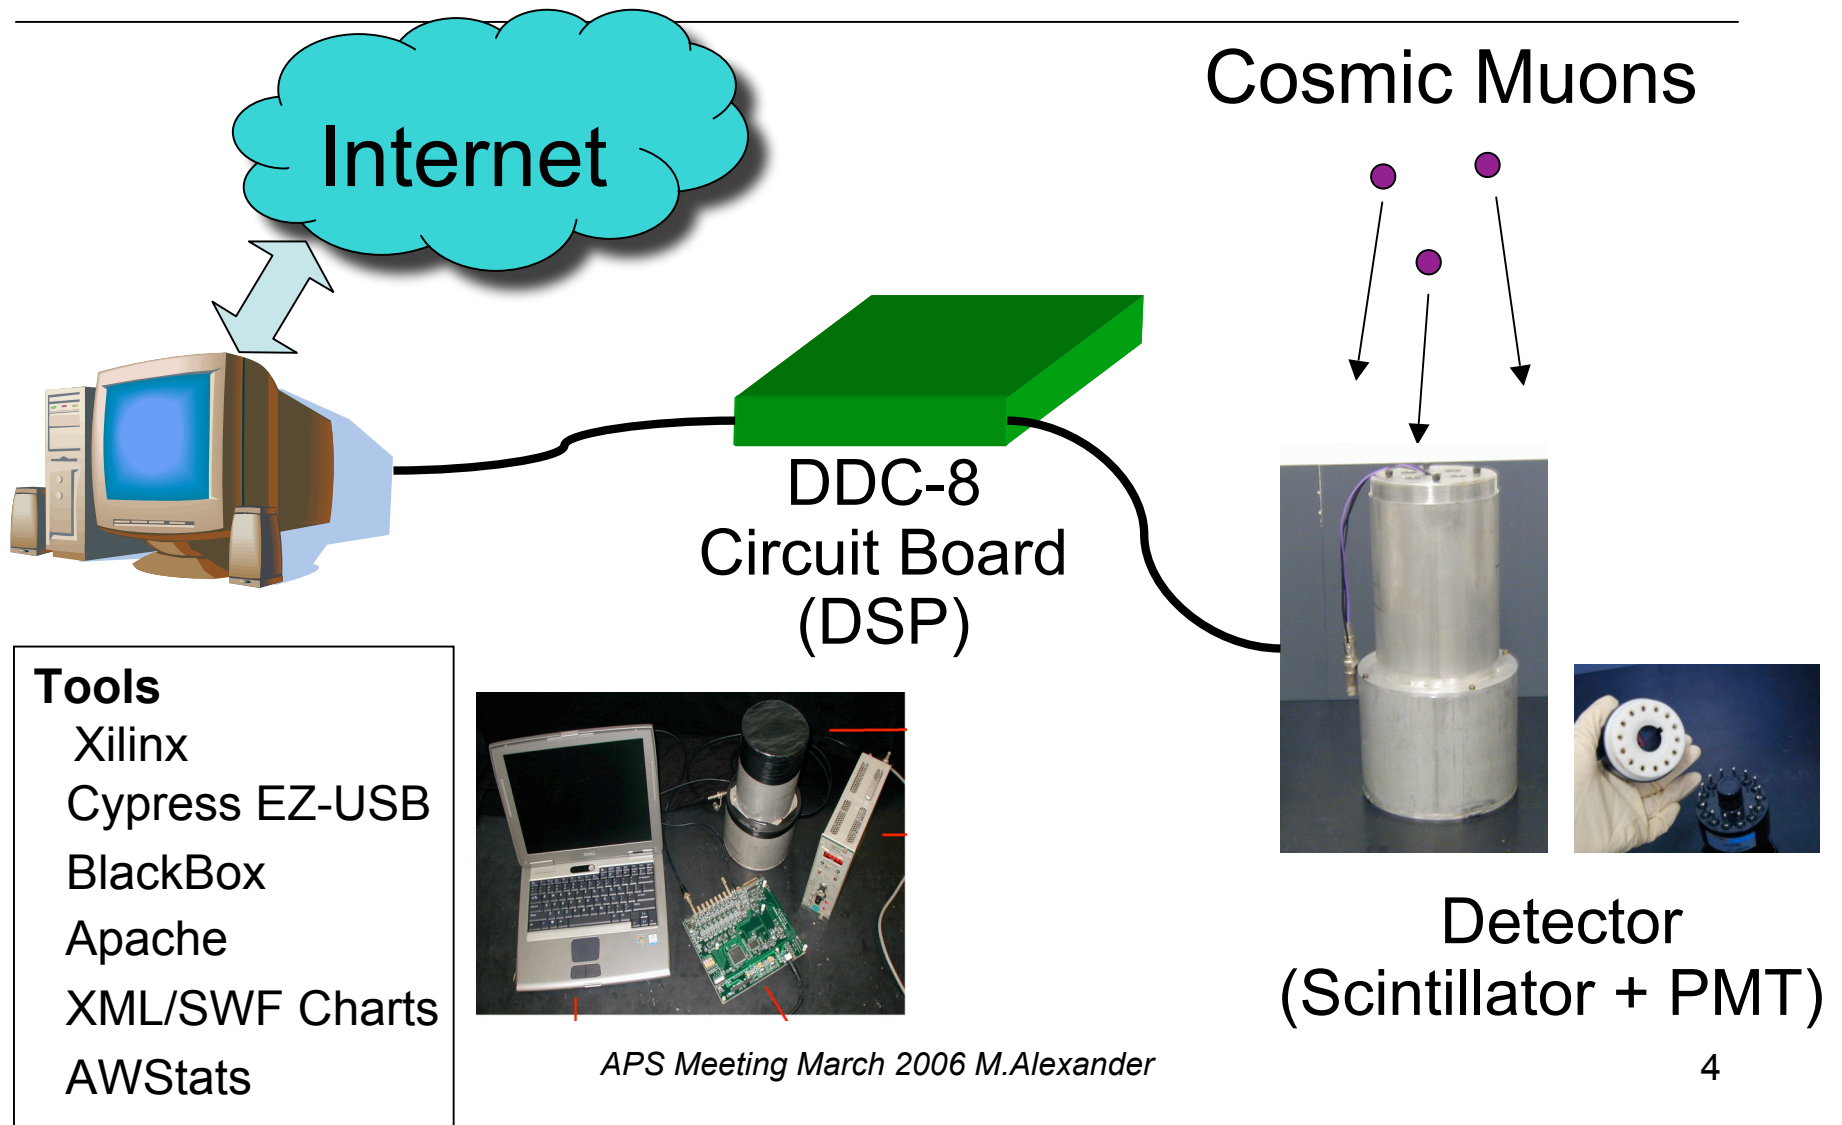 Internet
Cosmic Muons
DDC-8
Circuit Board
(DSP)
Tools
Xilinx
Cypress EZ-USB
BlackBox
Apache
XML/SWF Charts
AWStats
Detector
(Scintillator + PMT)
APS Meeting March 2006 M.Alexander
4